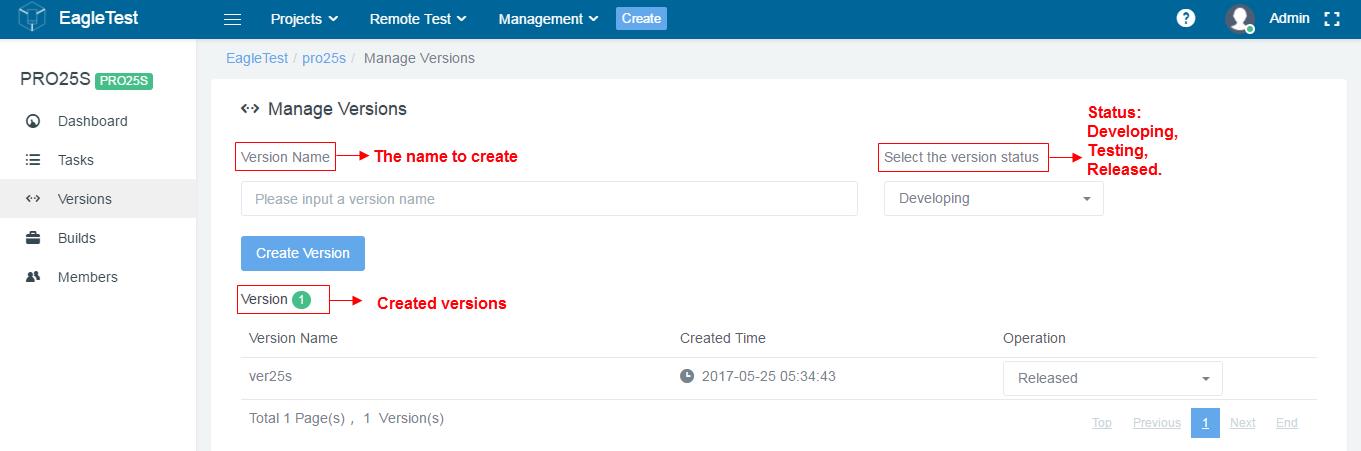 EagleTest Projects Remote Test Management Create ? Admin
EagleTest / pro25s / Manage Versions
PRO25S PRO25S
Dashboard
Tasks
Versions
Builds
Members
Manage Versions
Version Name
The name to create
Select the version status
Status:
Developing,
Testing,
Released.
Please input a version name
Developing
Create Version
Version 1
Created versions
Version Name Created Time Operation
ver25s 2017-05-25 05:34:43 Released
Total 1 Page(s) , 1 Version(s)
Top Previous 1 Next End